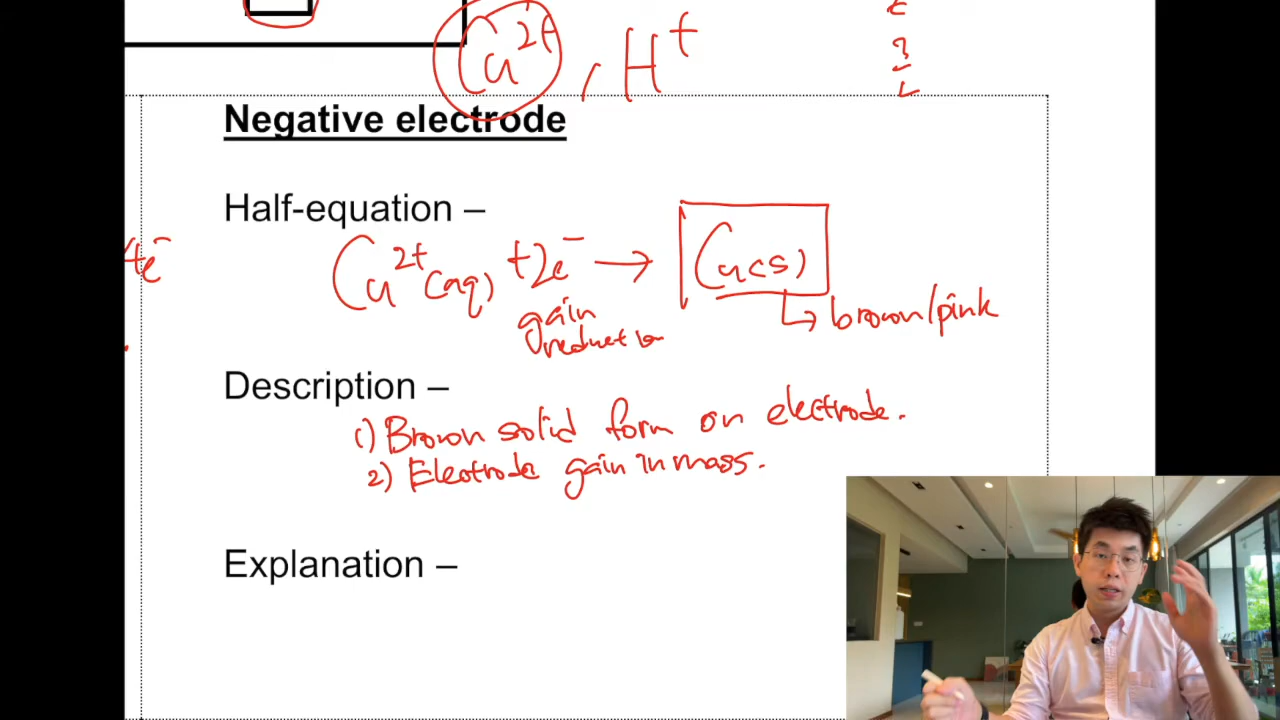 Cu²⁺, H⁺
Negative electrode
Half-equation –
4e⁻
Cu²⁺(aq) +2e⁻ → Cu(s)
gain
reduction
↳ brown/pink
Description –
1) Brown solid form on electrode.
2) Electrode gain in mass.
Explanation –